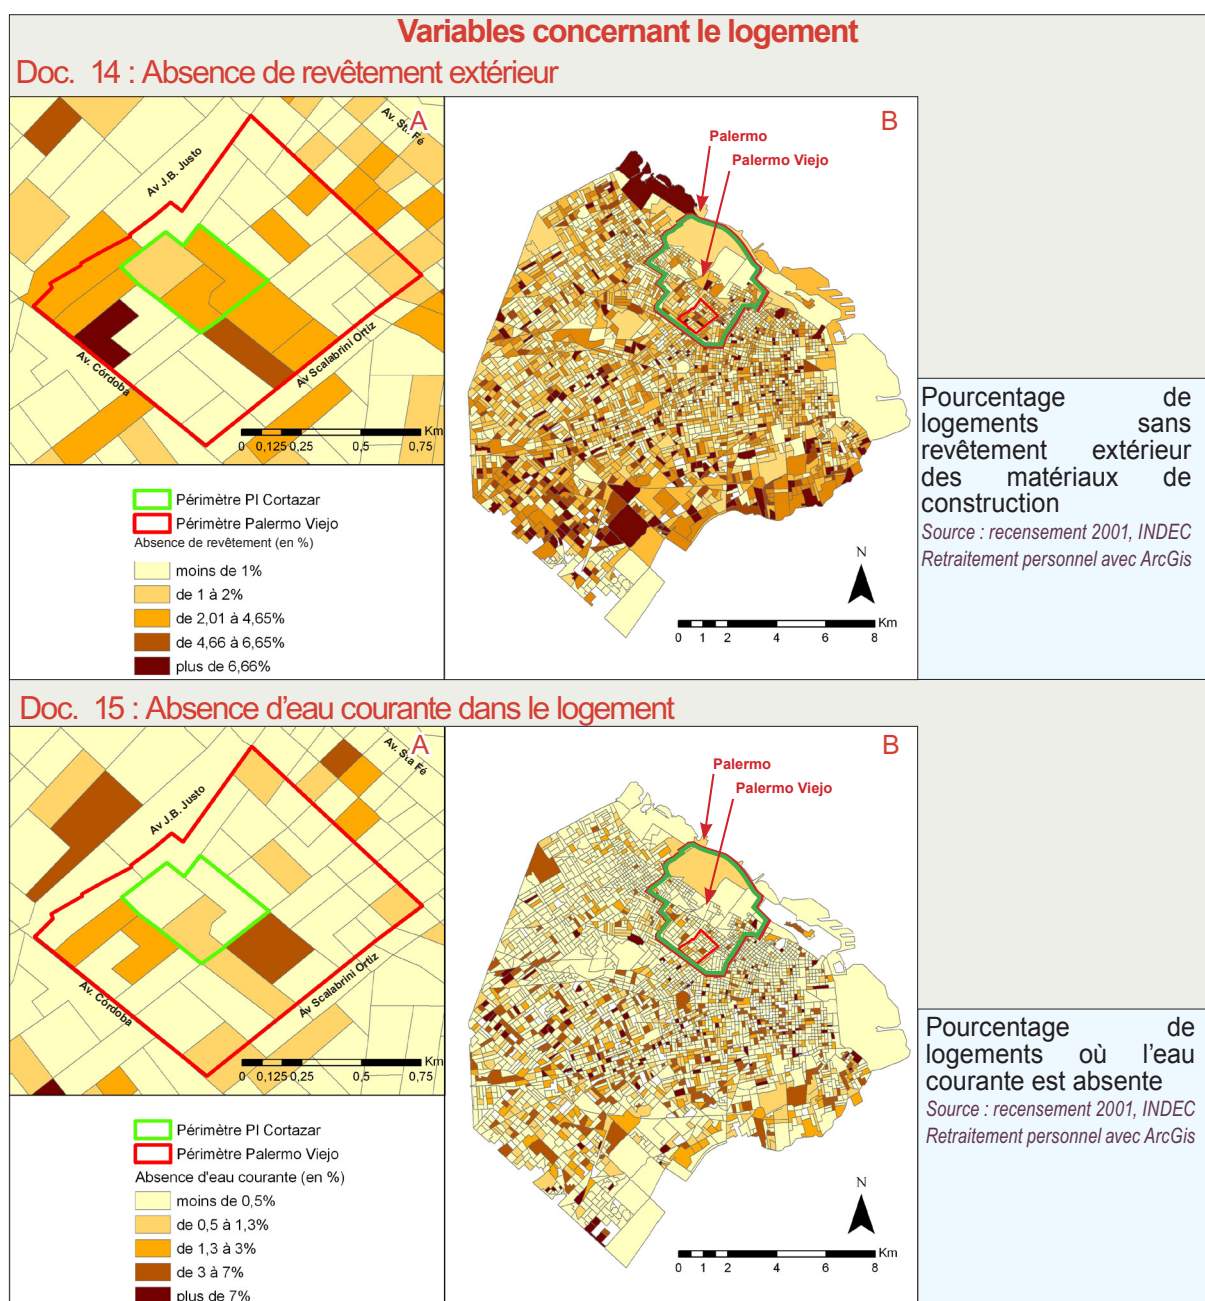 Variables concernant le logement
Doc. 14 : Absence de revêtement extérieur
A
Av. Sta Fé
Av J.B. Justo
Av. Córdoba
Av Scalabrini Ortiz
Km
0 0,125 0,25 0,5 0,75
Périmètre PI Cortazar
Périmètre Palermo Viejo
Absence de revêtement (en %)
moins de 1%
de 1 à 2%
de 2,01 à 4,65%
de 4,66 à 6,65%
plus de 6,66%
B
Palermo
Palermo Viejo
N
Km
0 1 2 4 6 8
Pourcentage de
logements sans
revêtement extérieur
des matériaux de
construction
Source : recensement 2001, INDEC
Retraitement personnel avec ArcGis
Doc. 15 : Absence d'eau courante dans le logement
A
Av. Sta Fé
Av J.B. Justo
Av. Córdoba
Av Scalabrini Ortiz
Km
0 0,125 0,25 0,5 0,75
Périmètre PI Cortazar
Périmètre Palermo Viejo
Absence d'eau courante (en %)
moins de 0,5%
de 0,5 à 1,3%
de 1,3 à 3%
de 3 à 7%
plus de 7%
B
Palermo
Palermo Viejo
N
Km
0 1 2 4 6 8
Pourcentage de
logements où l'eau
courante est absente
Source : recensement 2001, INDEC
Retraitement personnel avec ArcGis